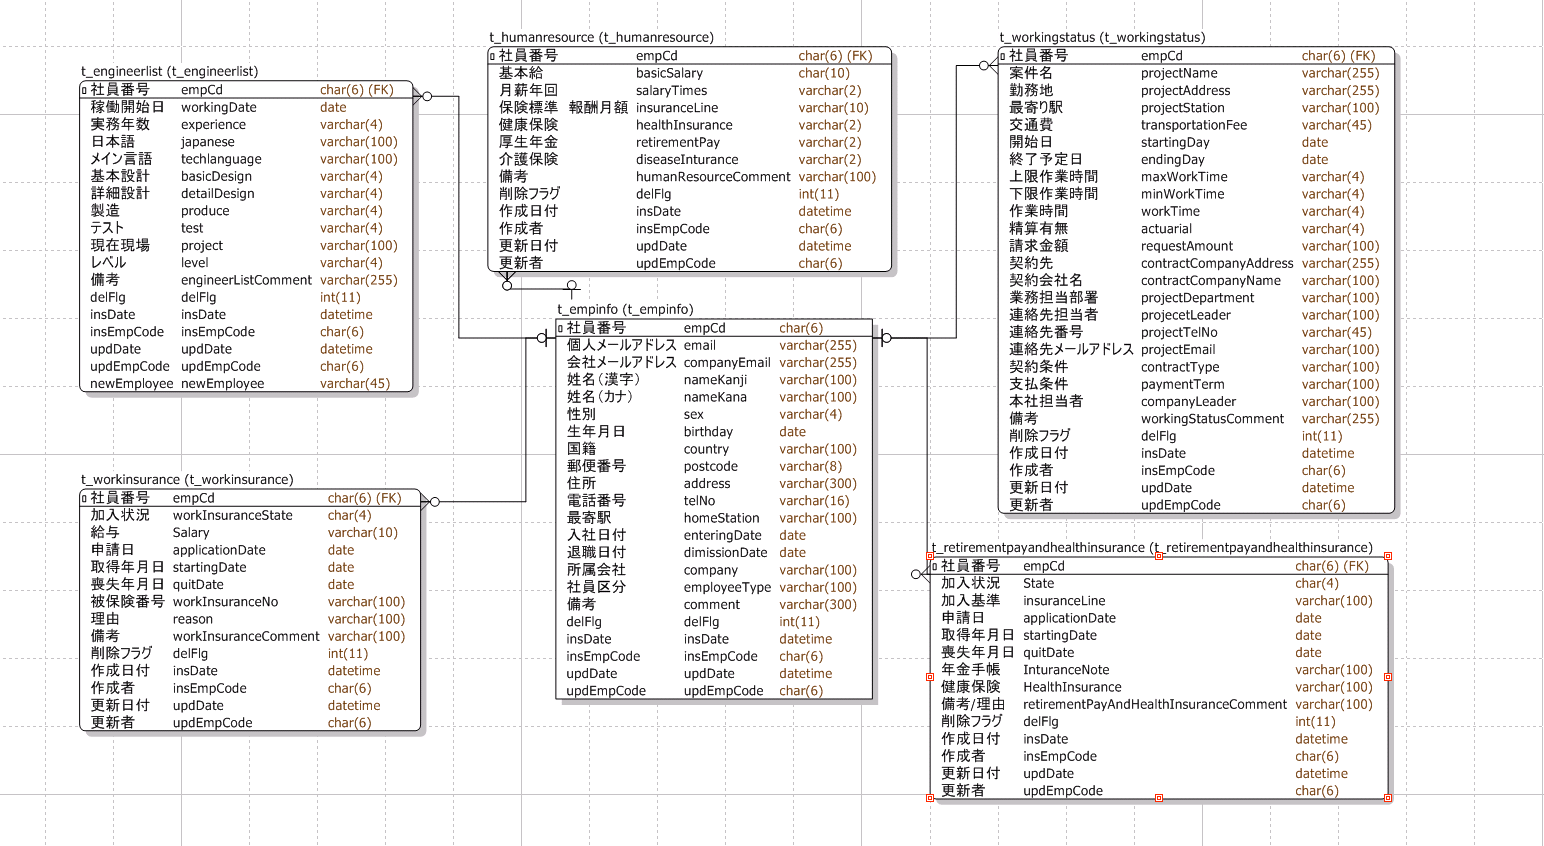 t_engineerlist (t_engineerlist)
社員番号 empCd char(6) (FK)
稼働開始日 workingDate date
実務年数 experience varchar(4)
日本語 japanese varchar(100)
メイン言語 techlanguage varchar(100)
基本設計 basicDesign varchar(4)
詳細設計 detailDesign varchar(4)
製造 produce varchar(4)
テスト test varchar(4)
現在現場 project varchar(100)
レベル level varchar(4)
備考 engineerListComment varchar(255)
delFlg delFlg int(11)
insDate insDate datetime
insEmpCode insEmpCode char(6)
updDate updDate datetime
updEmpCode updEmpCode char(6)
newEmployee newEmployee varchar(45)
t_workinsurance (t_workinsurance)
社員番号 empCd char(6) (FK)
加入状況 workInsuranceState char(4)
給与 Salary varchar(10)
申請日 applicationDate date
取得年月日 startingDate date
喪失年月日 quitDate date
被保険番号 workInsuranceNo varchar(100)
理由 reason varchar(100)
備考 workInsuranceComment varchar(100)
削除フラグ delFlg int(11)
作成日付 insDate datetime
作成者 insEmpCode char(6)
更新日付 updDate datetime
更新者 updEmpCode char(6)
t_humanresource (t_humanresource)
社員番号 empCd char(6) (FK)
基本給 basicSalary char(10)
月薪年回 salaryTimes varchar(2)
保険標準 報酬月額 insuranceLine varchar(10)
健康保険 healthInsurance varchar(2)
厚生年金 retirementPay varchar(2)
介護保険 diseaseInturance varchar(2)
備考 humanResourceComment varchar(100)
削除フラグ delFlg int(11)
作成日付 insDate datetime
作成者 insEmpCode char(6)
更新日付 updDate datetime
更新者 updEmpCode char(6)
t_empinfo (t_empinfo)
社員番号 empCd char(6)
個人メールアドレス email varchar(255)
会社メールアドレス companyEmail varchar(255)
姓名(漢字) nameKanji varchar(100)
姓名(カナ) nameKana varchar(100)
性別 sex varchar(4)
生年月日 birthday date
国籍 country varchar(100)
郵便番号 postcode varchar(8)
住所 address varchar(300)
電話番号 telNo varchar(16)
最寄駅 homeStation varchar(100)
入社日付 enteringDate date
退職日付 dimissionDate date
所属会社 company varchar(100)
社員区分 employeeType varchar(100)
備考 comment varchar(300)
delFlg delFlg int(11)
insDate insDate datetime
insEmpCode insEmpCode char(6)
updDate updDate datetime
updEmpCode updEmpCode char(6)
t_workingstatus (t_workingstatus)
社員番号 empCd char(6) (FK)
案件名 projectName varchar(255)
勤務地 projectAddress varchar(255)
最寄り駅 projectStation varchar(100)
交通費 transportationFee varchar(45)
開始日 startingDay date
終了予定日 endingDay date
上限作業時間 maxWorkTime varchar(4)
下限作業時間 minWorkTime varchar(4)
作業時間 workTime varchar(4)
精算有無 actuarial varchar(4)
請求金額 requestAmount varchar(100)
契約先 contractCompanyAddress varchar(255)
契約会社名 contractCompanyName varchar(100)
業務担当部署 projectDepartment varchar(100)
連絡先担当者 projecetLeader varchar(100)
連絡先番号 projectTelNo varchar(45)
連絡先メールアドレス projectEmail varchar(100)
契約条件 contractType varchar(100)
支払条件 paymentTerm varchar(100)
本社担当者 companyLeader varchar(100)
備考 workingStatusComment varchar(255)
削除フラグ delFlg int(11)
作成日付 insDate datetime
作成者 insEmpCode char(6)
更新日付 updDate datetime
更新者 updEmpCode char(6)
t_retirementpayandhealthinsurance (t_retirementpayandhealthinsurance)
社員番号 empCd char(6) (FK)
加入状況 State char(4)
加入基準 insuranceLine varchar(100)
申請日 applicationDate date
取得年月日 startingDate date
喪失年月日 quitDate date
年金手帳 InturanceNote varchar(100)
健康保険 HealthInsurance varchar(100)
備考/理由 retirementPayAndHealthInsuranceComment varchar(100)
削除フラグ delFlg int(11)
作成日付 insDate datetime
作成者 insEmpCode char(6)
更新日付 updDate datetime
更新者 updEmpCode char(6)